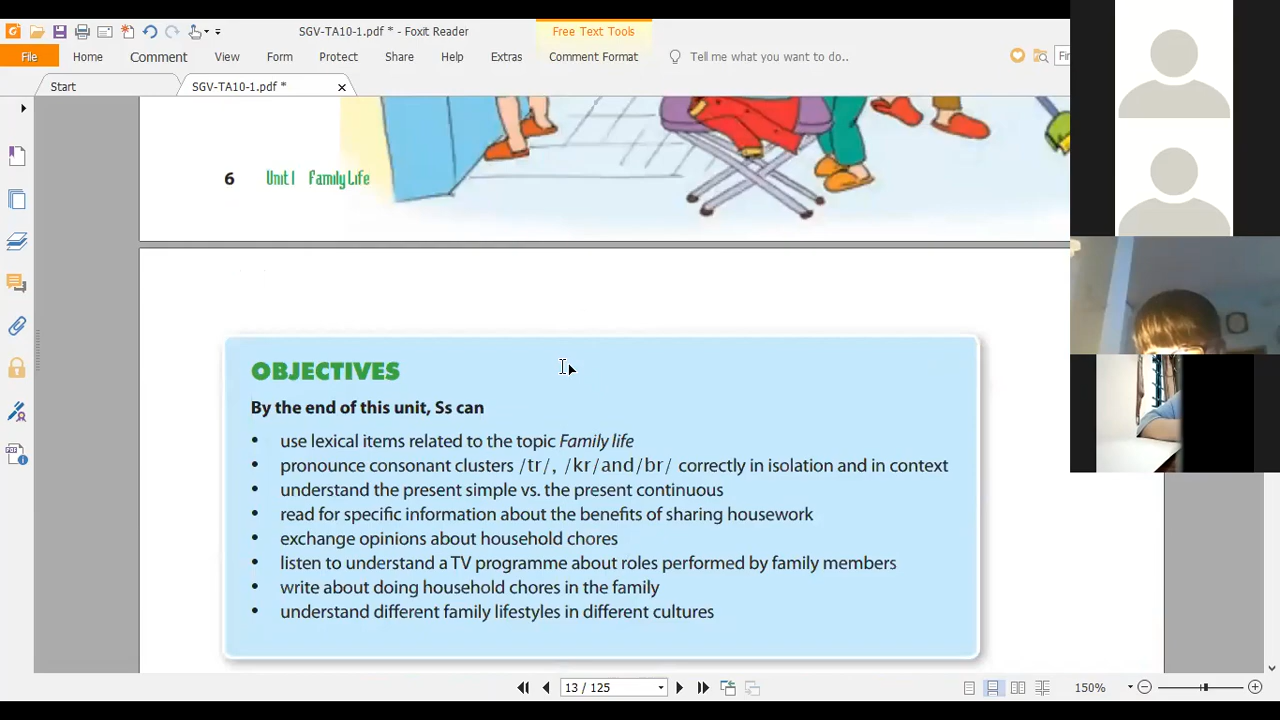 SGV-TA10-1.pdf * - Foxit Reader
Free Text Tools
File Home Comment View Form Protect Share Help Extras Comment Format Tell me what you want to do..
Start SGV-TA10-1.pdf *
6 Unit 1 Family Life
OBJECTIVES
By the end of this unit, Ss can
• use lexical items related to the topic Family life
• pronounce consonant clusters /tr/, /kr/and/br/ correctly in isolation and in context
• understand the present simple vs. the present continuous
• read for specific information about the benefits of sharing housework
• exchange opinions about household chores
• listen to understand a TV programme about roles performed by family members
• write about doing household chores in the family
• understand different family lifestyles in different cultures
13 / 125
150%